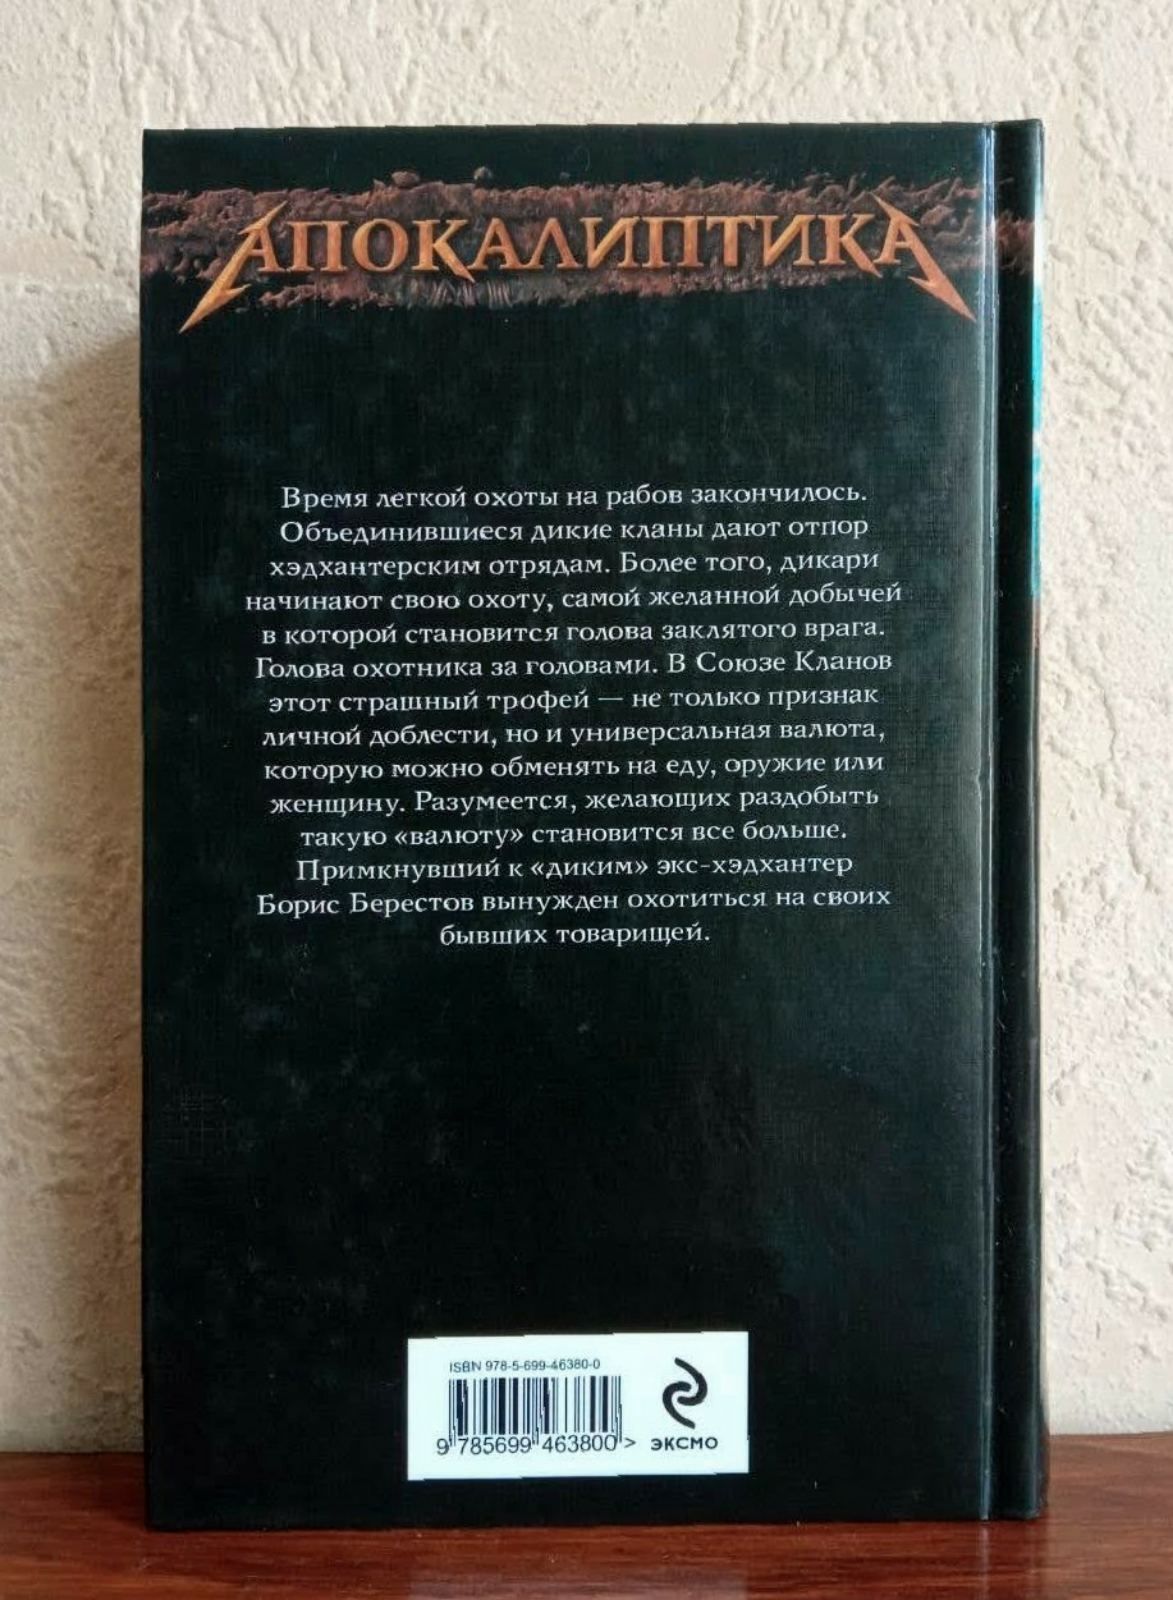 АПОКАЛИПТИКА
Время легкой охоты на рабов закончилось.
Объединившиеся дикие кланы дают отпор
хэдхантерским отрядам. Более того, дикари
начинают свою охоту, самой желанной добычей
в которой становится голова заклятого врага.
Голова охотника за головами. В Союзе Кланов
этот страшный трофей — не только признак
личной доблести, но и универсальная валюта,
которую можно обменять на еду, оружие или
женщину. Разумеется, желающих раздобыть
такую «валюту» становится все больше.
Примкнувший к «диким» экс-хэдхантер
Борис Берестов вынужден охотиться на своих
бывших товарищей.
ISBN 978-5-699-46380-0
9 785699 463800 >
ЭКСМО